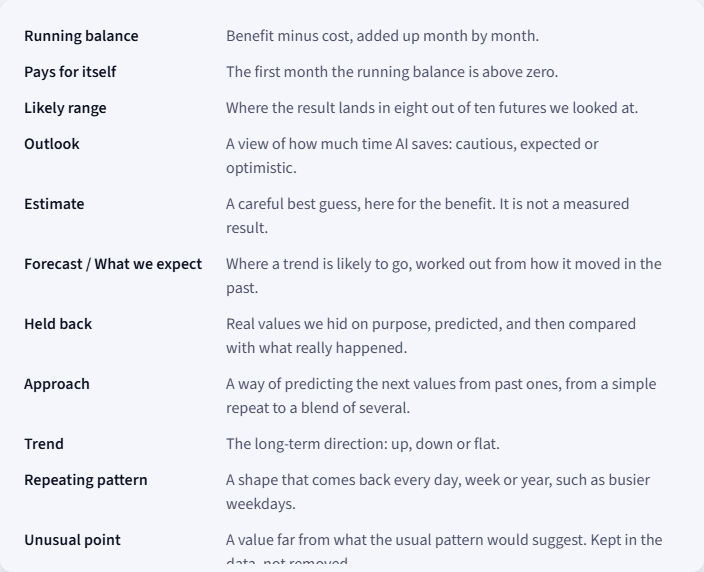 Running balance Benefit minus cost, added up month by month.
Pays for itself The first month the running balance is above zero.
Likely range Where the result lands in eight out of ten futures we looked at.
Outlook A view of how much time AI saves: cautious, expected or
optimistic.
Estimate A careful best guess, here for the benefit. It is not a measured
result.
Forecast / What we expect Where a trend is likely to go, worked out from how it moved in the
past.
Held back Real values we hid on purpose, predicted, and then compared
with what really happened.
Approach A way of predicting the next values from past ones, from a simple
repeat to a blend of several.
Trend The long-term direction: up, down or flat.
Repeating pattern A shape that comes back every day, week or year, such as busier
weekdays.
Unusual point A value far from what the usual pattern would suggest. Kept in the
data, not removed.